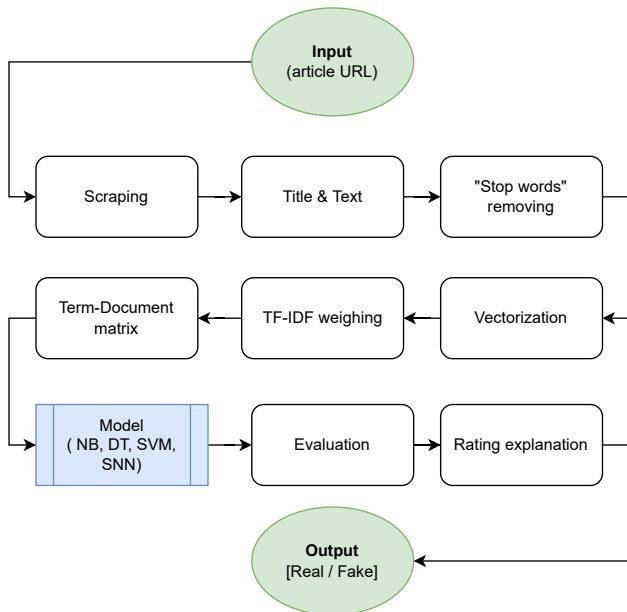 Input
(article URL)
Scraping
Title & Text
"Stop words"
removing
Term-Document
matrix
TF-IDF weighing
Vectorization
Model
( NB, DT, SVM,
SNN)
Evaluation
Rating explanation
Output
[Real / Fake]